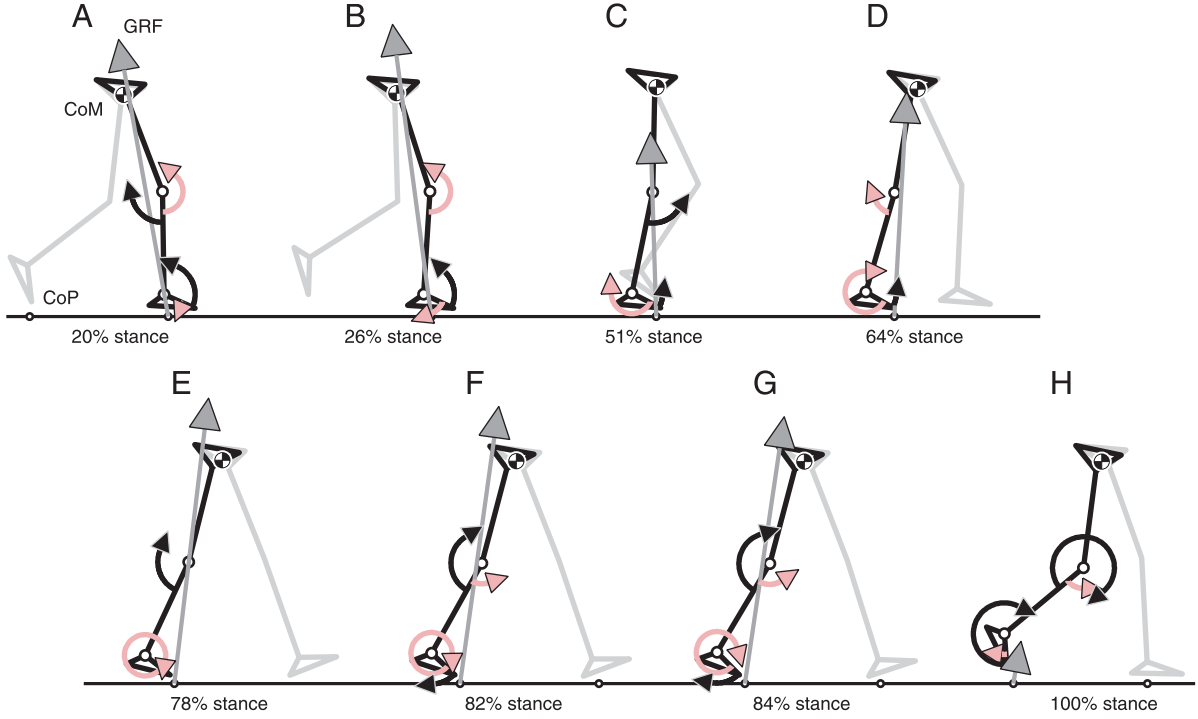 A
B
C
D
GRF
CoM
CoP
20% stance
26% stance
51% stance
64% stance
E
F
G
H
78% stance
82% stance
84% stance
100% stance